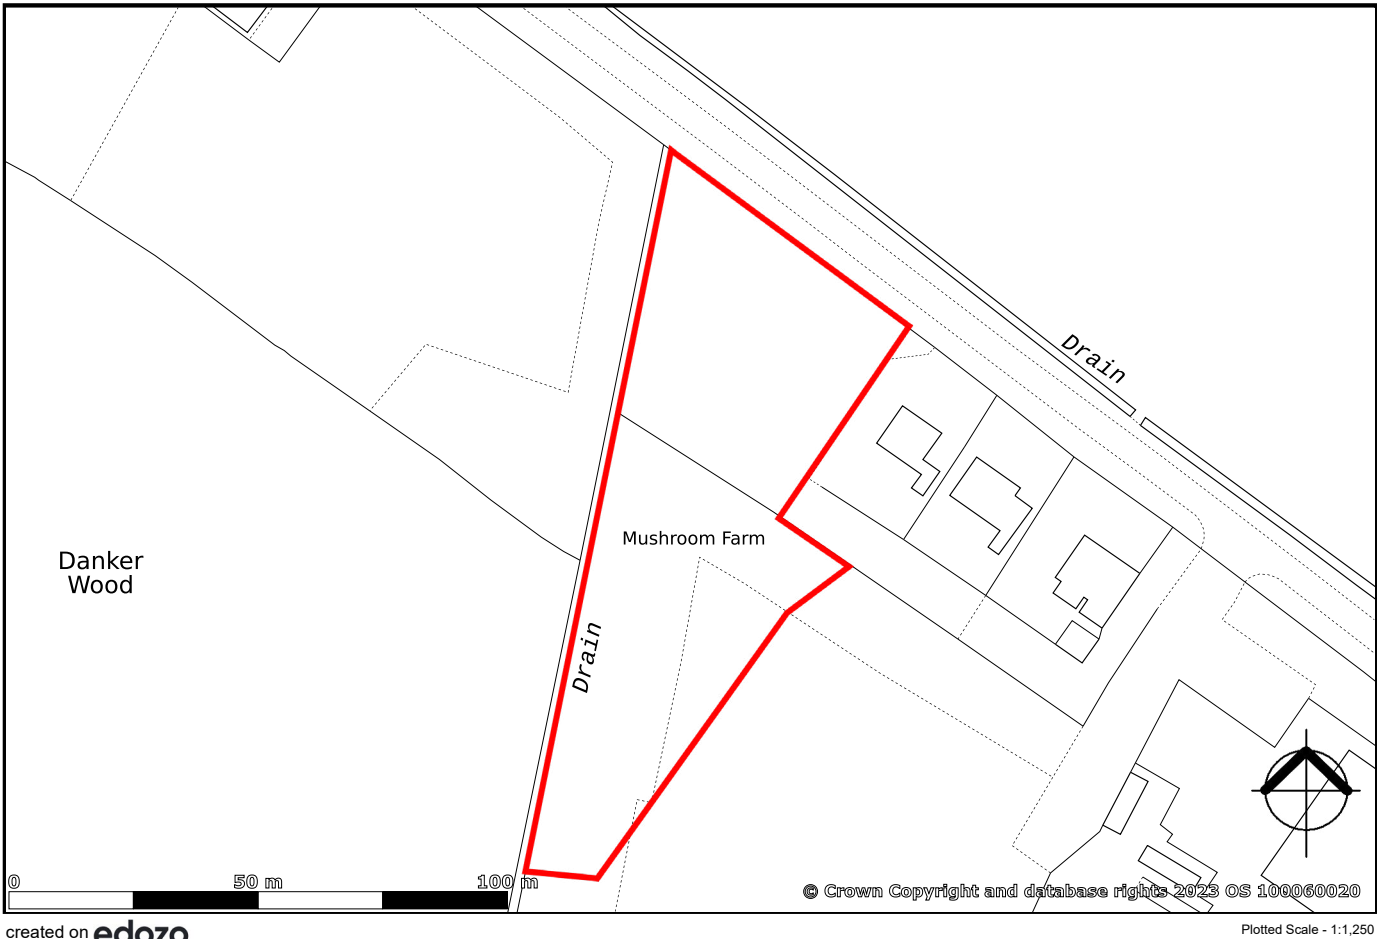 Drain
Mushroom Farm
Danker
Wood
Drain
0 50 m 100 m
© Crown Copyright and database rights 2023 OS 100060020
created on edozo
Plotted Scale - 1:1,250